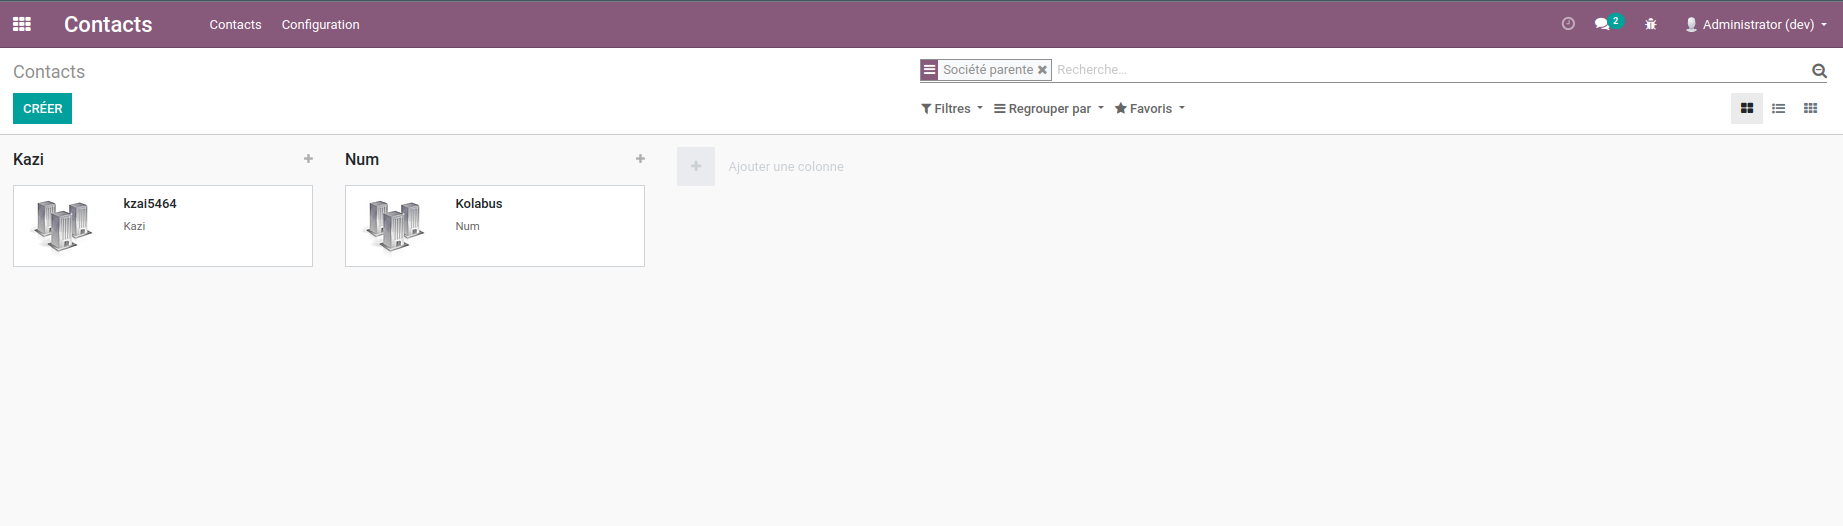 Contacts Contacts Configuration 2 Administrator (dev)
Contacts
Société parente Recherche...
CRÉER
Filtres Regrouper par Favoris
Kazi
Num
Ajouter une colonne
kzai5464
Kazi
Kolabus
Num